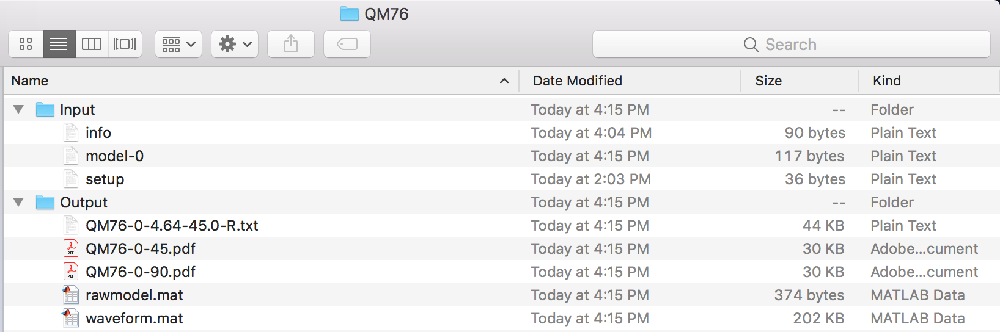 QM76
Search
Name Date Modified Size Kind
Input Today at 4:15 PM -- Folder
info Today at 4:04 PM 90 bytes Plain Text
model-0 Today at 4:15 PM 117 bytes Plain Text
setup Today at 2:03 PM 36 bytes Plain Text
Output Today at 4:15 PM -- Folder
QM76-0-4.64-45.0-R.txt Today at 4:15 PM 44 KB Plain Text
PDF QM76-0-45.pdf Today at 4:15 PM 30 KB Adobe...cument
PDF QM76-0-90.pdf Today at 4:15 PM 30 KB Adobe...cument
rawmodel.mat Today at 4:15 PM 374 bytes MATLAB Data
waveform.mat Today at 4:15 PM 202 KB MATLAB Data